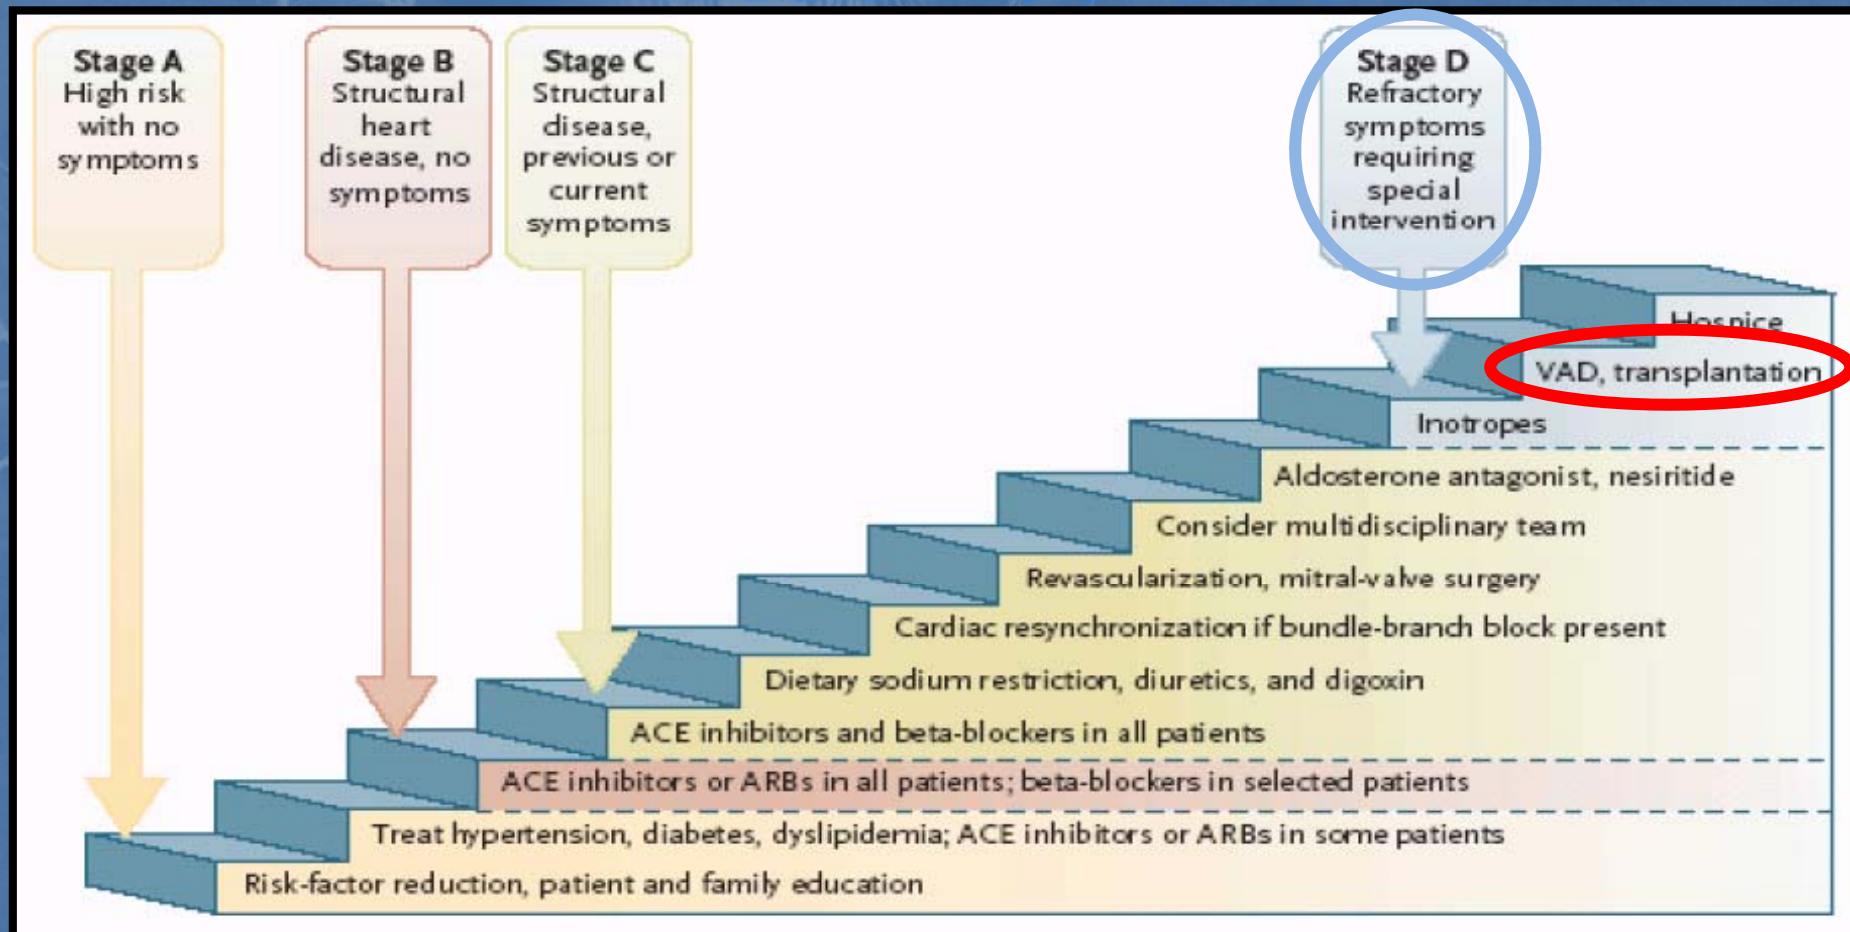 Stage A
High risk
with no
symptoms
Stage B
Structural
heart
disease, no
symptoms
Stage C
Structural
disease,
previous or
current
symptoms
Stage D
Refractory
symptoms
requiring
special
intervention
Hospice
VAD, transplantation
Inotropes
Aldosterone antagonist, nesiritide
Consider multidisciplinary team
Revascularization, mitral-valve surgery
Cardiac resynchronization if bundle-branch block present
Dietary sodium restriction, diuretics, and digoxin
ACE inhibitors and beta-blockers in all patients
ACE inhibitors or ARBs in all patients; beta-blockers in selected patients
Treat hypertension, diabetes, dyslipidemia; ACE inhibitors or ARBs in some patients
Risk-factor reduction, patient and family education